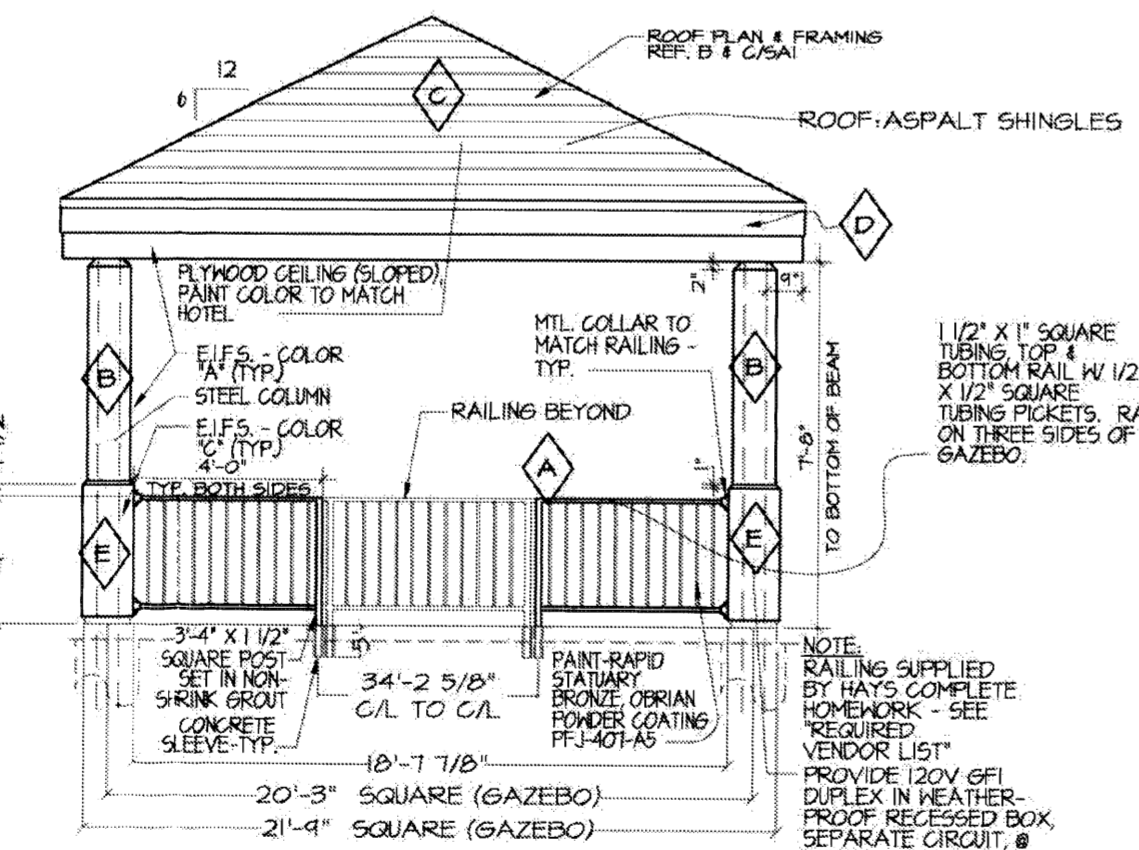 ROOF PLAN & FRAMING
REF. B & C/SA1
12
6
C
ROOF: ASPALT SHINGLES
D
PLYWOOD CEILING (SLOPED),
PAINT COLOR TO MATCH
HOTEL
2"
9"
MTL. COLLAR TO
MATCH RAILING -
TYP.
1 1/2" X 1" SQUARE
TUBING, TOP &
BOTTOM RAIL W/ 1/2
X 1/2" SQUARE
TUBING PICKETS. RA
ON THREE SIDES OF
GAZEBO.
B
B
E.I.F.S. - COLOR
"A" (TYP.)
STEEL COLUMN
E.I.F.S. - COLOR
"C" (TYP.)
4'-0"
TYP. BOTH SIDES
RAILING BEYOND
A
1"
7'-8"
TO BOTTOM OF BEAM
E
E
3'-4" X 1 1/2"
SQUARE POST
SET IN NON-
SHRINK GROUT
CONCRETE
SLEEVE-TYP.
5"
34'-2 5/8"
C/L TO C/L
PAINT-RAPID
STATUARY
BRONZE, OBRIAN
POWDER COATING
PFJ-407-A5
NOTE:
RAILING SUPPLIED
BY HAYS COMPLETE
HOMEWORK - SEE
"REQUIRED
VENDOR LIST"
PROVIDE 120V GFI
DUPLEX IN WEATHER-
PROOF RECESSED BOX,
SEPARATE CIRCUIT, @
18'-7 7/8"
20'-3" SQUARE (GAZEBO)
21'-9" SQUARE (GAZEBO)